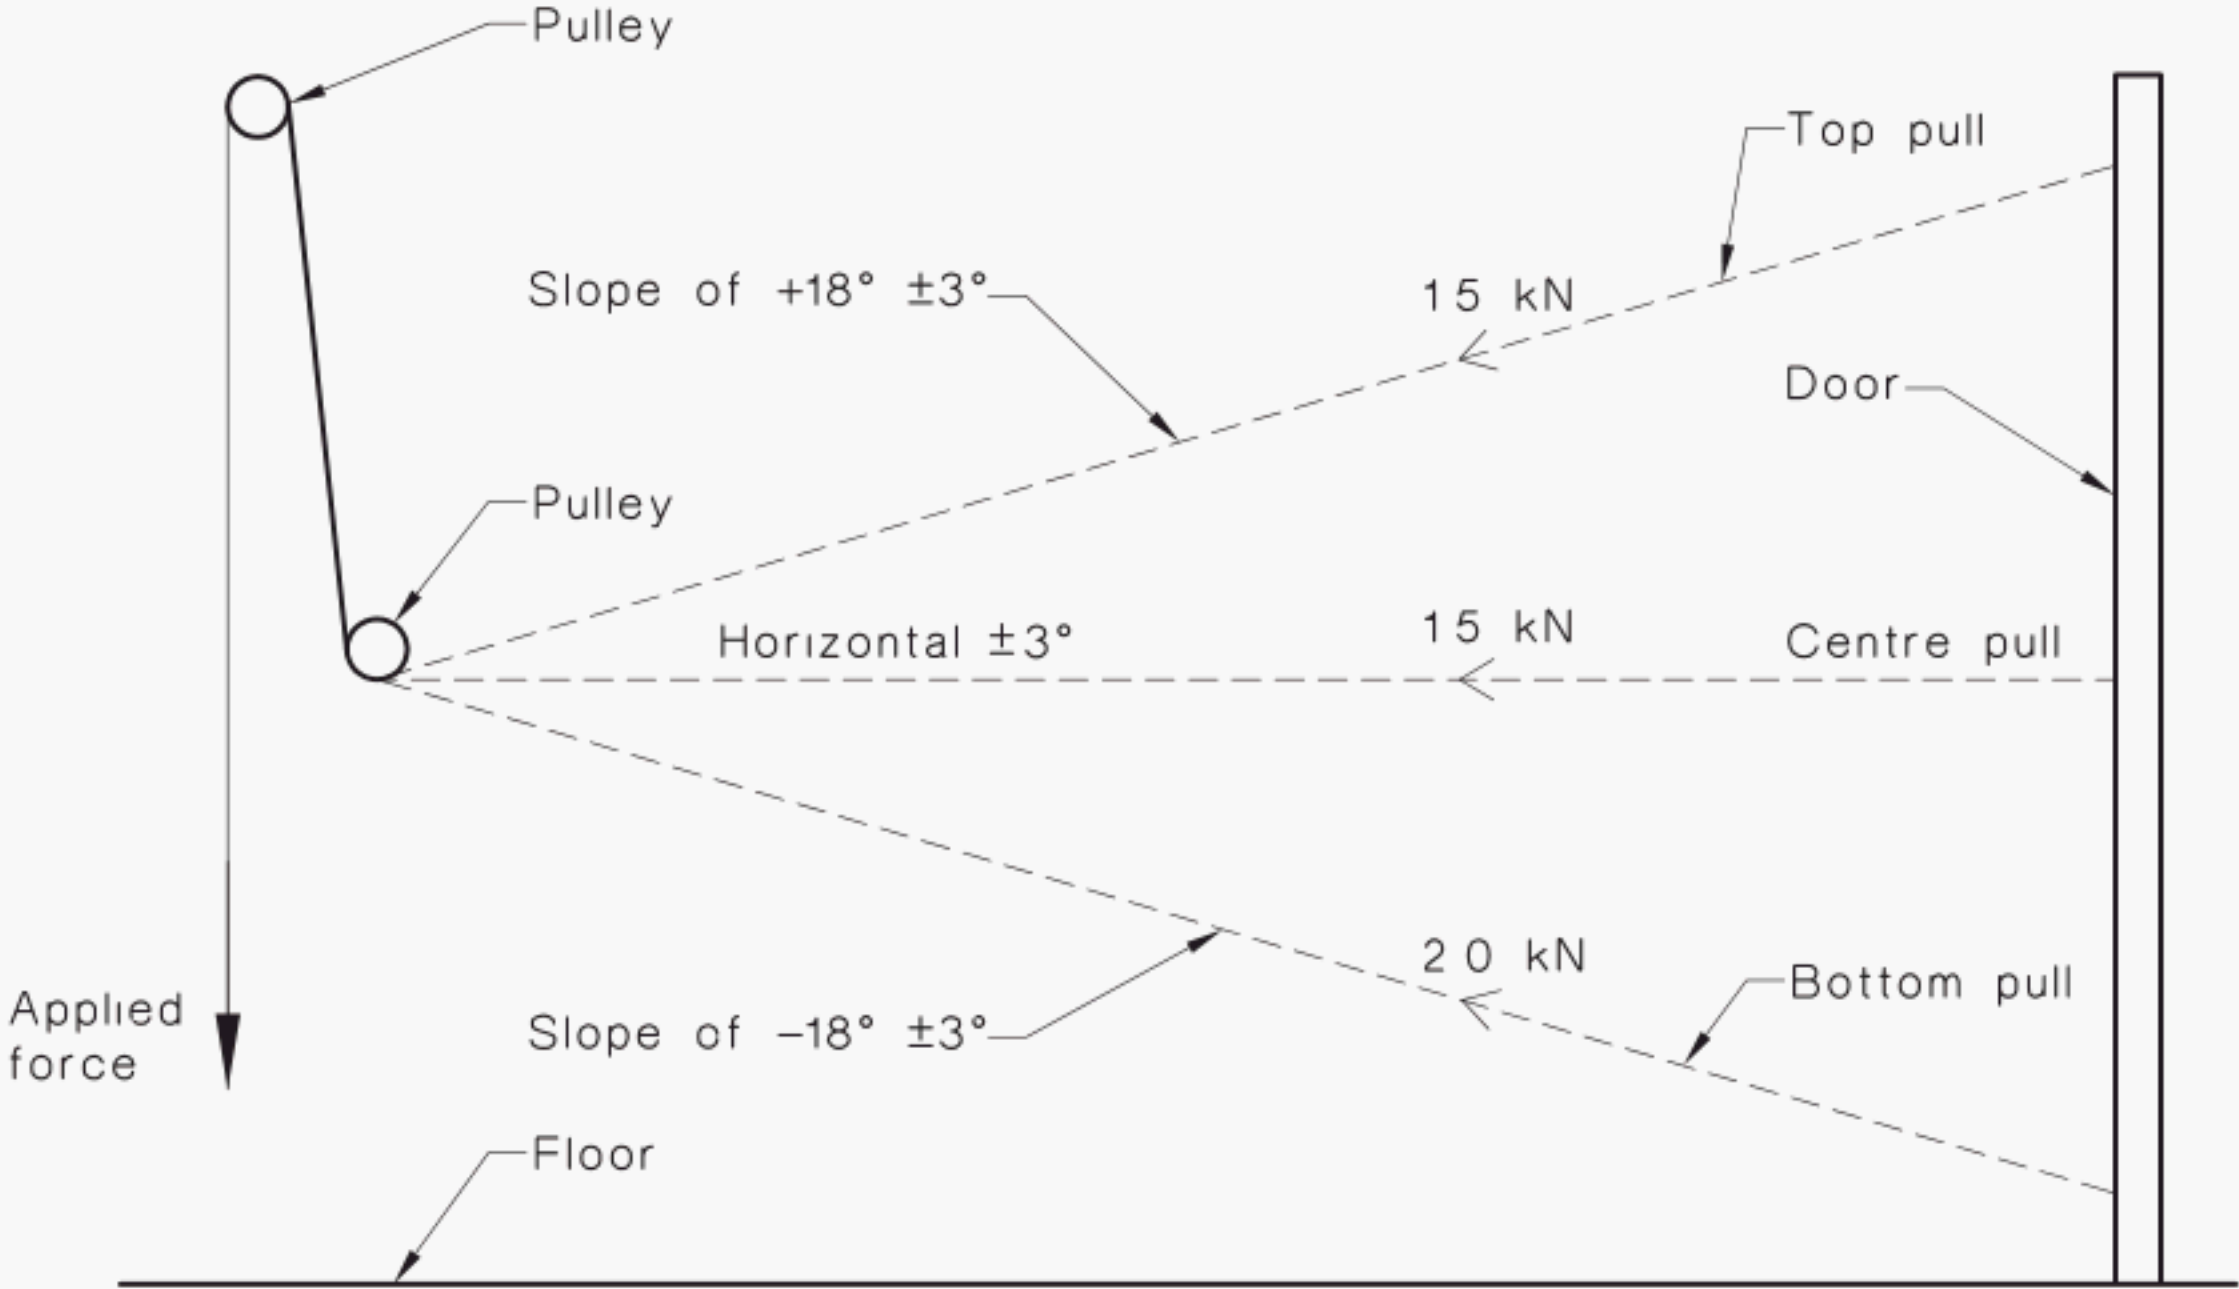 Pulley
Top pull
Slope of +18° ±3°
15 kN
Door
Pulley
Horizontal ±3°
15 kN
Centre pull
20 kN
Bottom pull
Slope of –18° ±3°
Applied
force
Floor